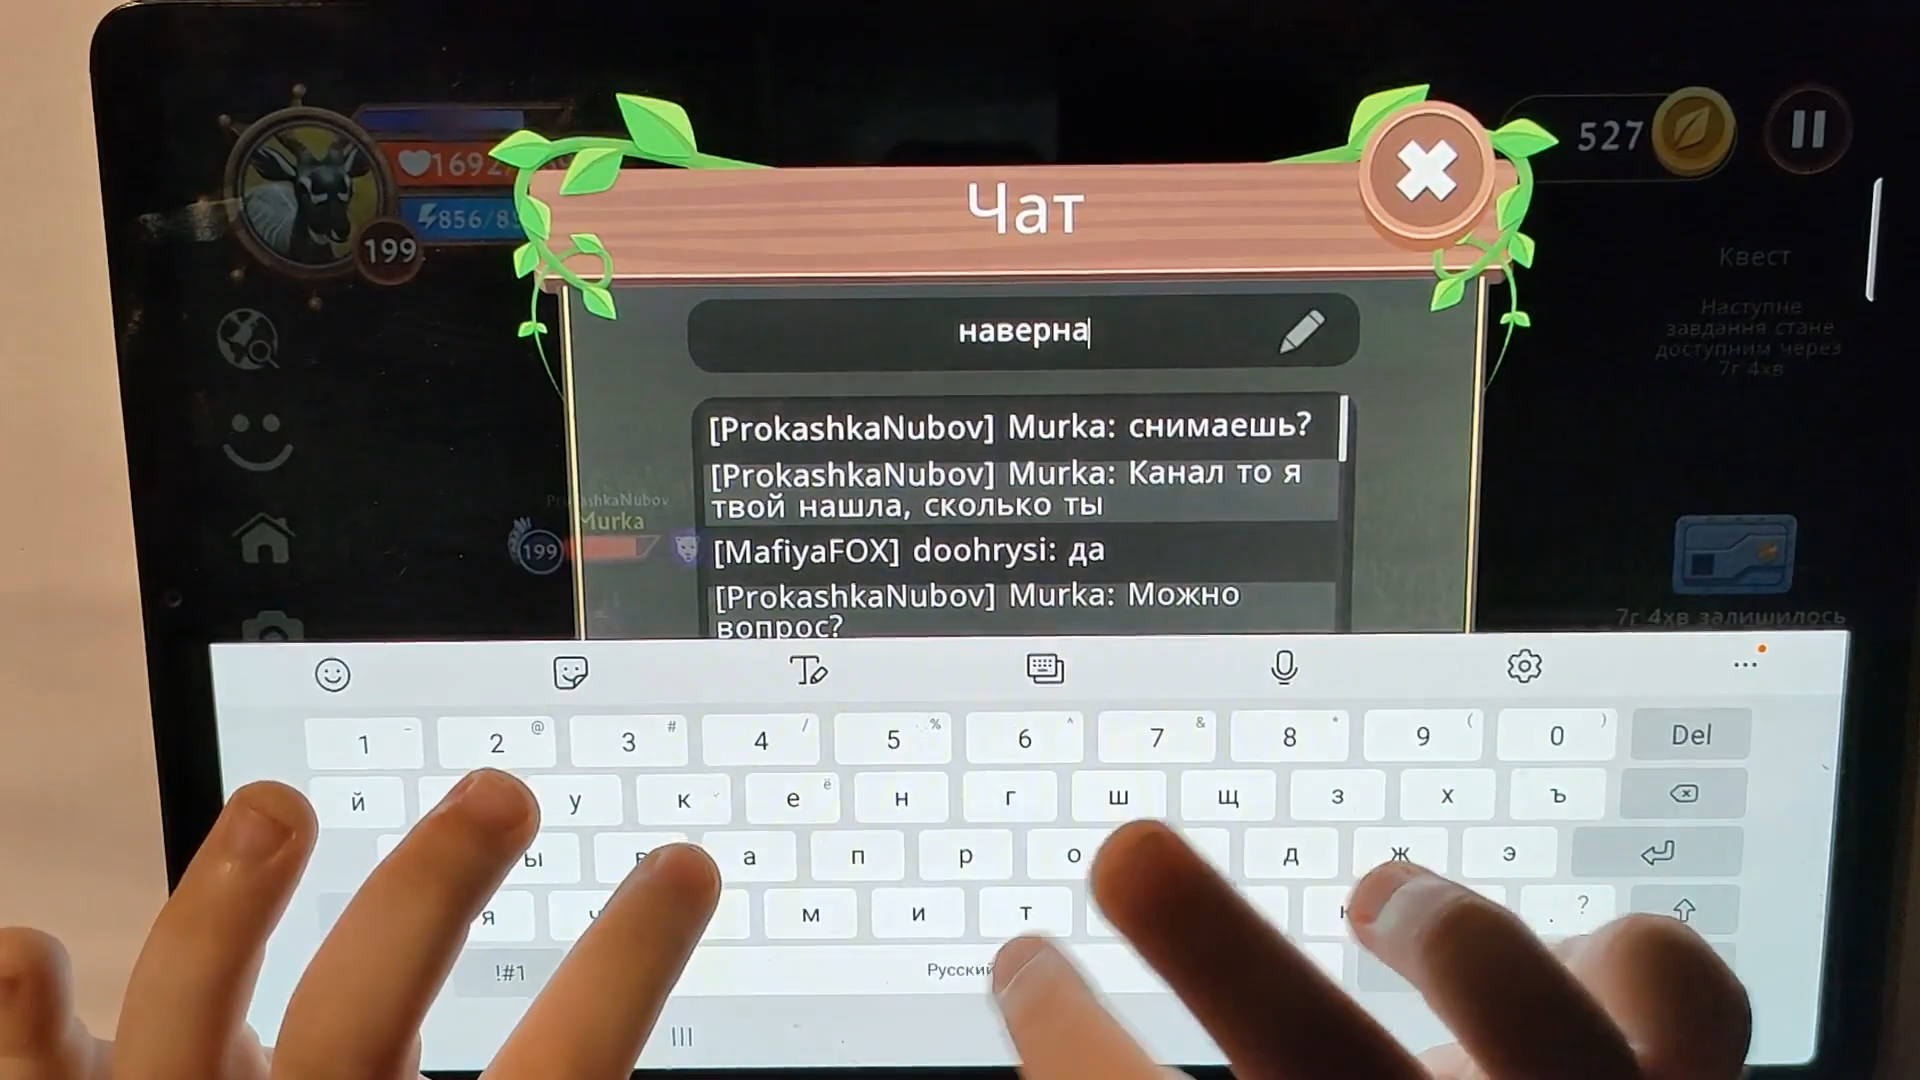 Чат
527
199
856/8
наверна
Квест
Наступне
завдання стане
доступним через
7г 4хв
[ProkashkaNubov] Murka: снимаешь?
[ProkashkaNubov] Murka: Канал то я
твой нашла, сколько ты
[MafiyaFOX] doohrysi: да
[ProkashkaNubov] Murka: Можно
вопрос?
Murka
199
7г 4хв залишилось
1 2 @ 3 # 4 / 5 % 6 ^ 7 & 8 * 9 ( 0 ) Del
й у к е ё н г ш щ з х ъ
ы а п р о д ж э
я м и т . ?
!#1 Русский